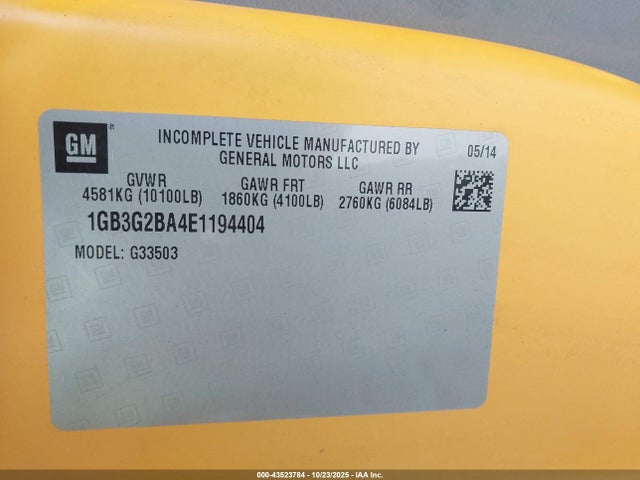 GM ®
INCOMPLETE VEHICLE MANUFACTURED BY
GENERAL MOTORS LLC
05/14
GVWR GAWR FRT GAWR RR
4581KG (10100LB) 1860KG (4100LB) 2760KG (6084LB)
1GB3G2BA4E1194404
MODEL: G33503
000-43523784 - 10/23/2025 - IAA Inc.